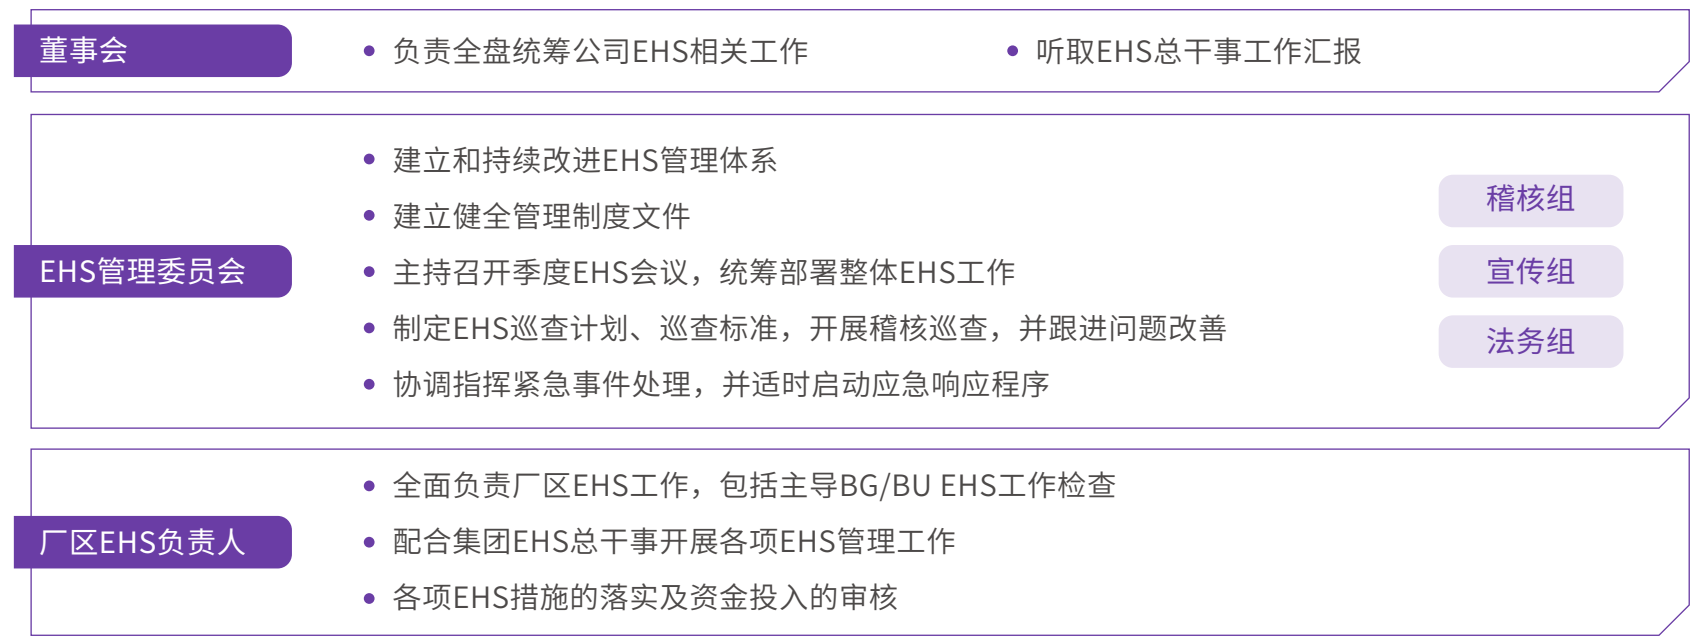 董事会
负责全盘统筹公司EHS相关工作
听取EHS总干事工作汇报
EHS管理委员会
建立和持续改进EHS管理体系
建立健全管理制度文件
主持召开季度EHS会议，统筹部署整体EHS工作
制定EHS巡查计划、巡查标准，开展稽核巡查，并跟进问题改善
协调指挥紧急事件处理，并适时启动应急响应程序
稽核组
宣传组
法务组
厂区EHS负责人
全面负责厂区EHS工作，包括主导BG/BU EHS工作检查
配合集团EHS总干事开展各项EHS管理工作
各项EHS措施的落实及资金投入的审核